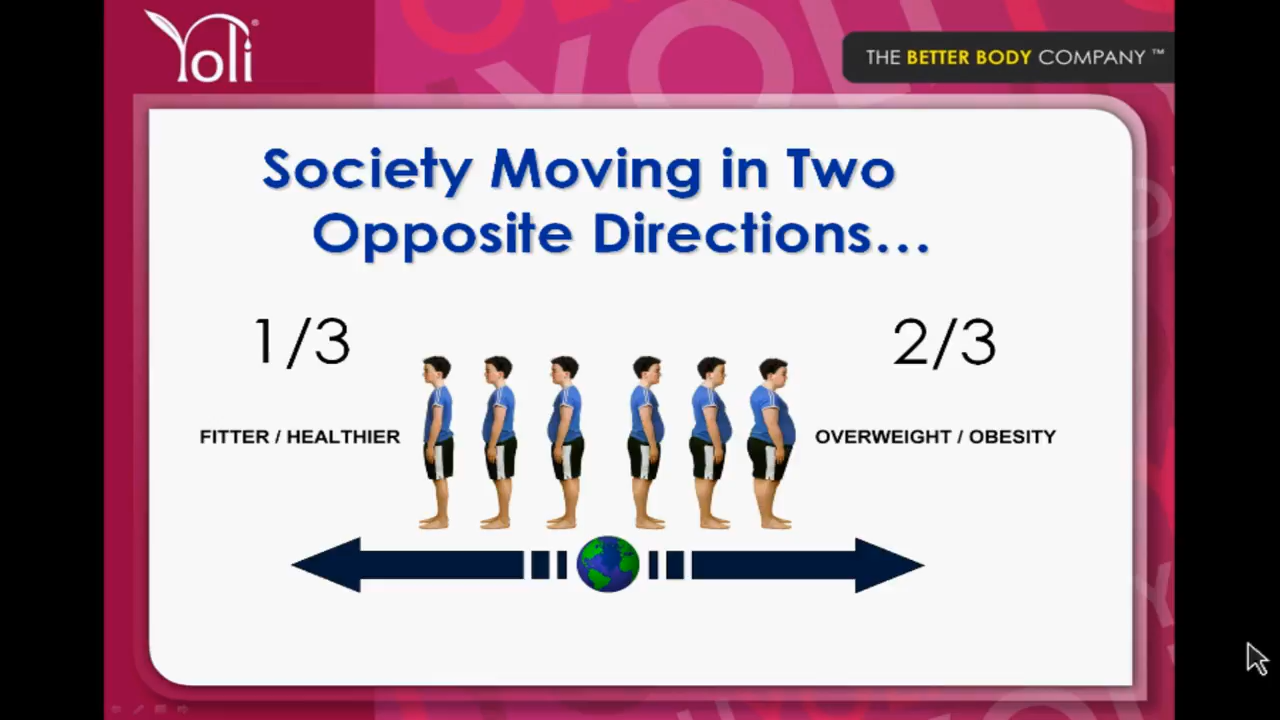 Yoli®
THE BETTER BODY COMPANY ™
Society Moving in Two
Opposite Directions...
1/3
2/3
FITTER / HEALTHIER
OVERWEIGHT / OBESITY